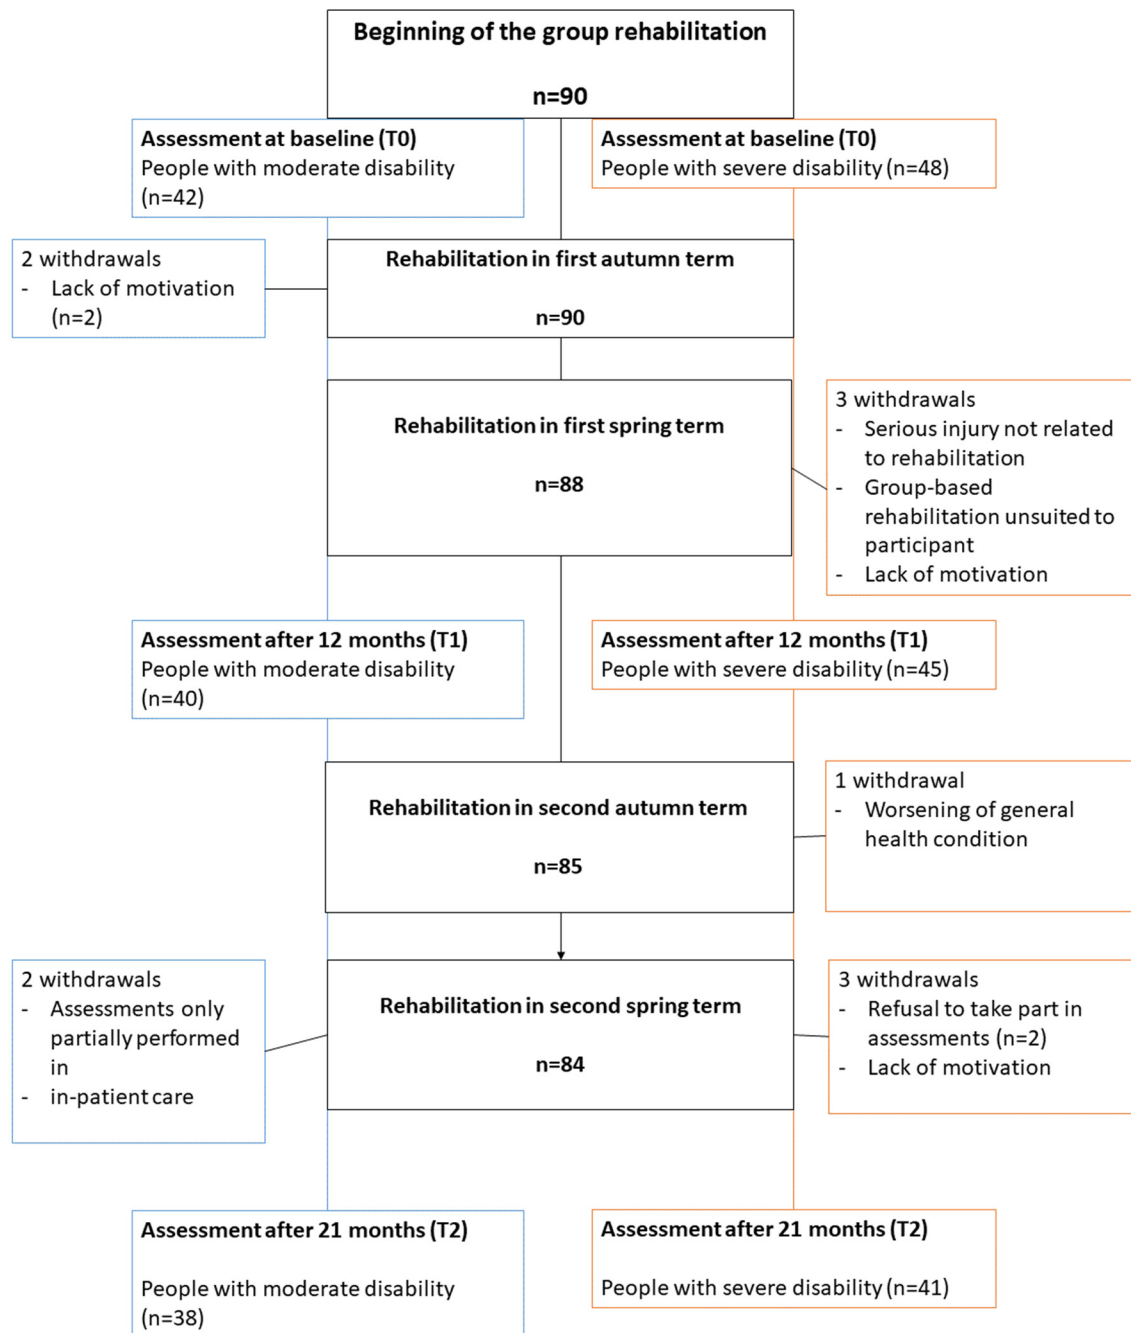 Beginning of the group rehabilitation
n=90
Assessment at baseline (T0)
People with moderate disability
(n=42)
Assessment at baseline (T0)
People with severe disability (n=48)
2 withdrawals
- Lack of motivation
(n=2)
Rehabilitation in first autumn term
n=90
Rehabilitation in first spring term
n=88
3 withdrawals
- Serious injury not related
to rehabilitation
- Group-based
rehabilitation unsuited to
participant
- Lack of motivation
Assessment after 12 months (T1)
People with moderate disability
(n=40)
Assessment after 12 months (T1)
People with severe disability (n=45)
Rehabilitation in second autumn term
n=85
1 withdrawal
- Worsening of general
health condition
2 withdrawals
- Assessments only
partially performed
in
- in-patient care
Rehabilitation in second spring term
n=84
3 withdrawals
- Refusal to take part in
assessments (n=2)
- Lack of motivation
Assessment after 21 months (T2)
People with moderate disability
(n=38)
Assessment after 21 months (T2)
People with severe disability (n=41)